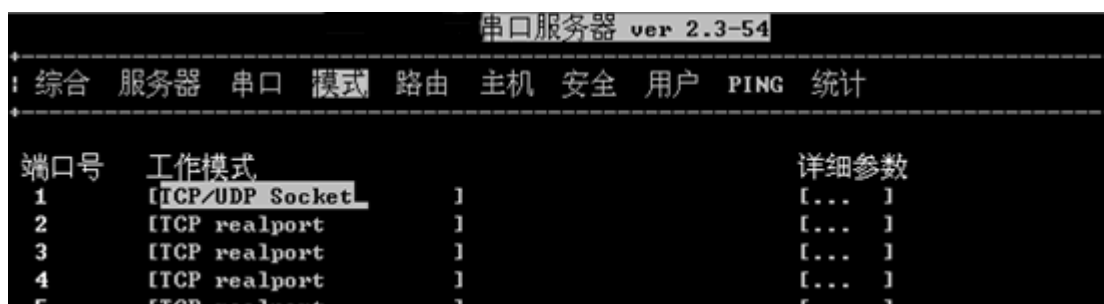 串口服务器 ver 2.3-54
综合 服务器 串口 模式 路由 主机 安全 用户 PING 统计
端口号 工作模式 详细参数
1 [TCP/UDP Socket ] [... ]
2 [TCP realport ] [... ]
3 [TCP realport ] [... ]
4 [TCP realport ] [... ]